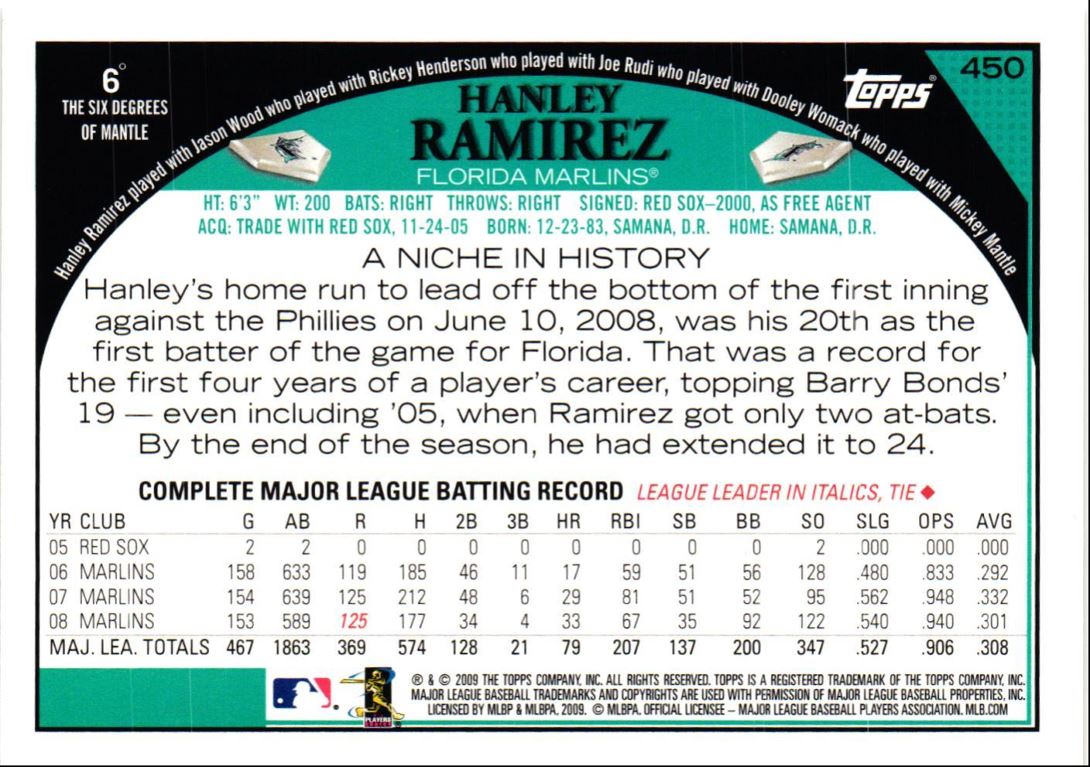 6°
THE SIX DEGREES
OF MANTLE
Hanley Ramirez played with Jason Wood who played with Rickey Henderson who played with Joe Rudi who played with Dooley Womack who played with Mickey Mantle
Topps®
450
HANLEY
RAMIREZ
FLORIDA MARLINS®
HT: 6'3" WT: 200 BATS: RIGHT THROWS: RIGHT SIGNED: RED SOX–2000, AS FREE AGENT
ACQ: TRADE WITH RED SOX, 11-24-05 BORN: 12-23-83, SAMANA, D.R. HOME: SAMANA, D.R.
A NICHE IN HISTORY
Hanley's home run to lead off the bottom of the first inning
against the Phillies on June 10, 2008, was his 20th as the
first batter of the game for Florida. That was a record for
the first four years of a player's career, topping Barry Bonds'
19 — even including '05, when Ramirez got only two at-bats.
By the end of the season, he had extended it to 24.
COMPLETE MAJOR LEAGUE BATTING RECORD LEAGUE LEADER IN ITALICS, TIE ◆
YR CLUB G AB R H 2B 3B HR RBI SB BB SO SLG OPS AVG
05 RED SOX 2 2 0 0 0 0 0 0 0 0 2 .000 .000 .000
06 MARLINS 158 633 119 185 46 11 17 59 51 56 128 .480 .833 .292
07 MARLINS 154 639 125 212 48 6 29 81 51 52 95 .562 .948 .332
08 MARLINS 153 589 125 177 34 4 33 67 35 92 122 .540 .940 .301
MAJ. LEA. TOTALS 467 1863 369 574 128 21 79 207 137 200 347 .527 .906 .308
® & © 2009 THE TOPPS COMPANY, INC. ALL RIGHTS RESERVED. TOPPS IS A REGISTERED TRADEMARK OF THE TOPPS COMPANY, INC.
MAJOR LEAGUE BASEBALL TRADEMARKS AND COPYRIGHTS ARE USED WITH PERMISSION OF MAJOR LEAGUE BASEBALL PROPERTIES, INC.
LICENSED BY MLBP & MLBPA, 2009. © MLBPA. OFFICIAL LICENSEE – MAJOR LEAGUE BASEBALL PLAYERS ASSOCIATION. MLB.COM
PLAYERS
CHOICE